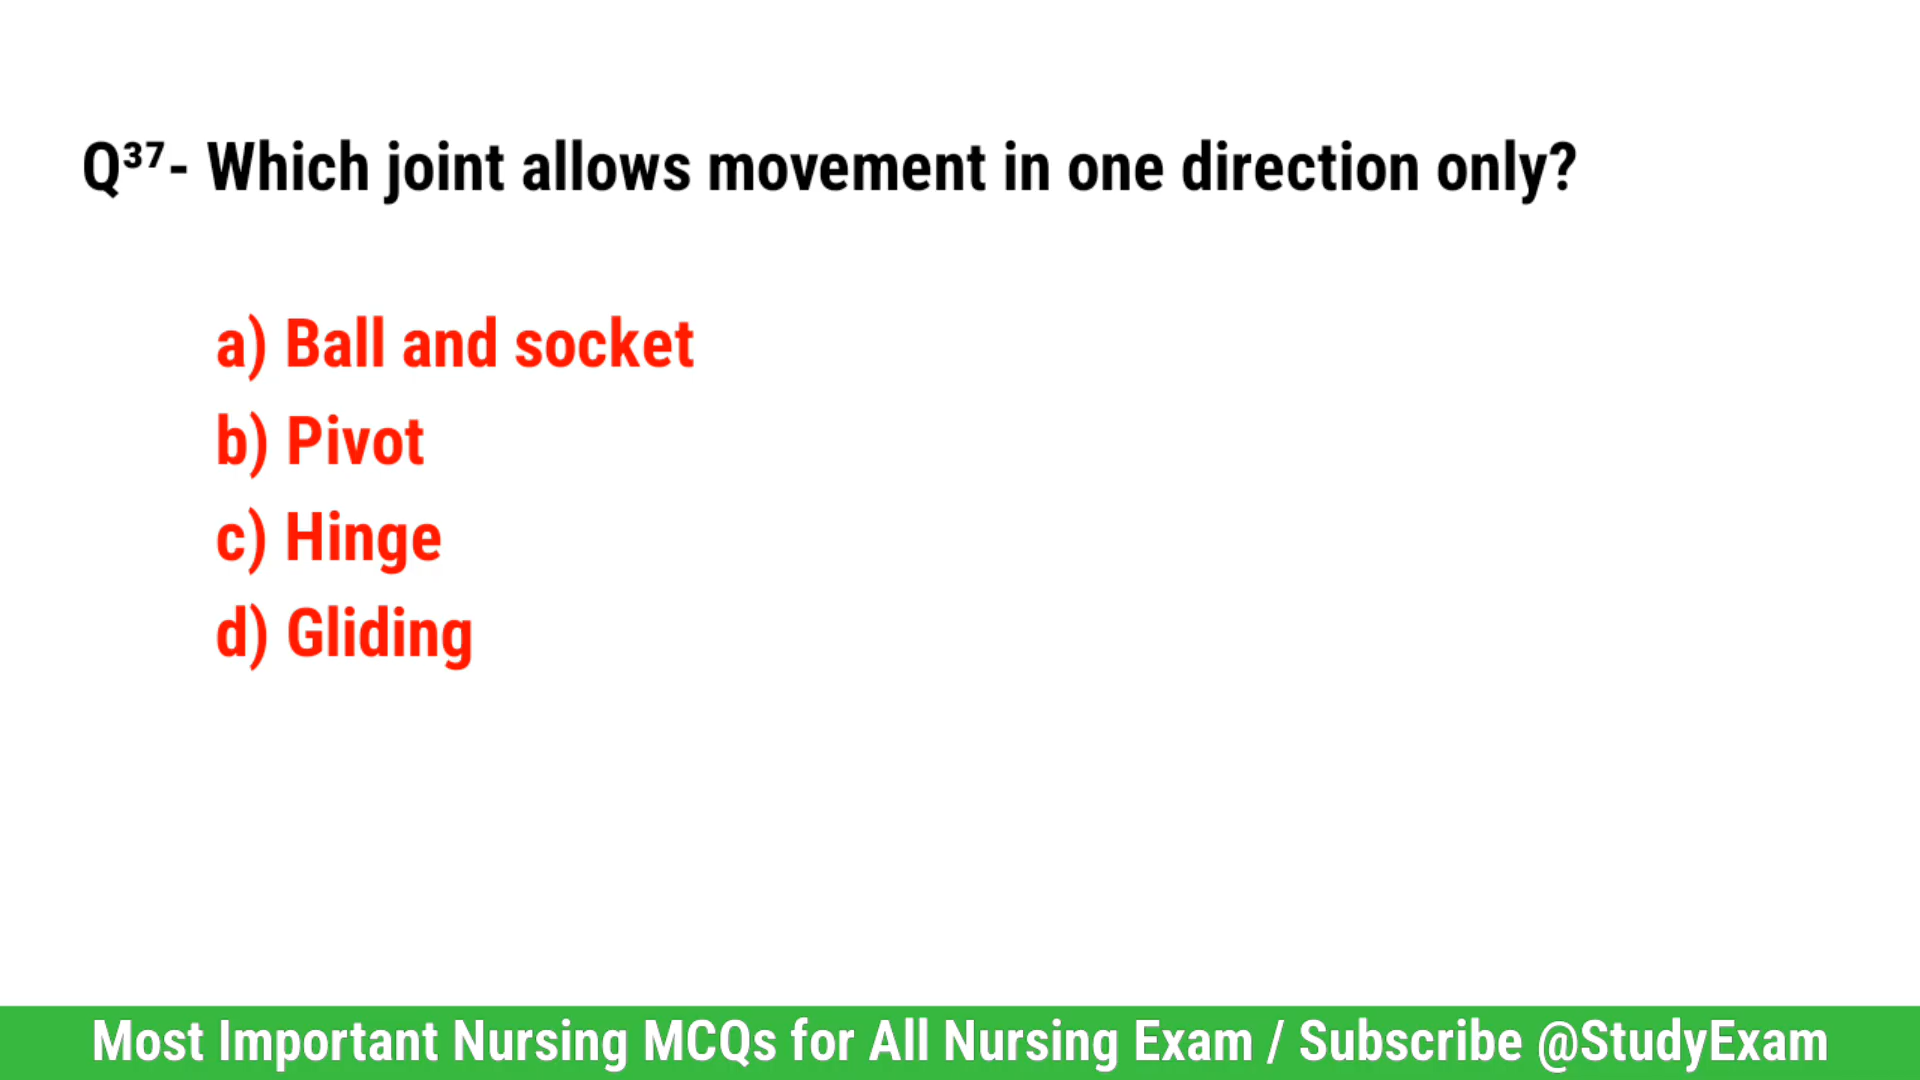 Q³⁷- Which joint allows movement in one direction only?
a) Ball and socket
b) Pivot
c) Hinge
d) Gliding
Most Important Nursing MCQs for All Nursing Exam / Subscribe @StudyExam